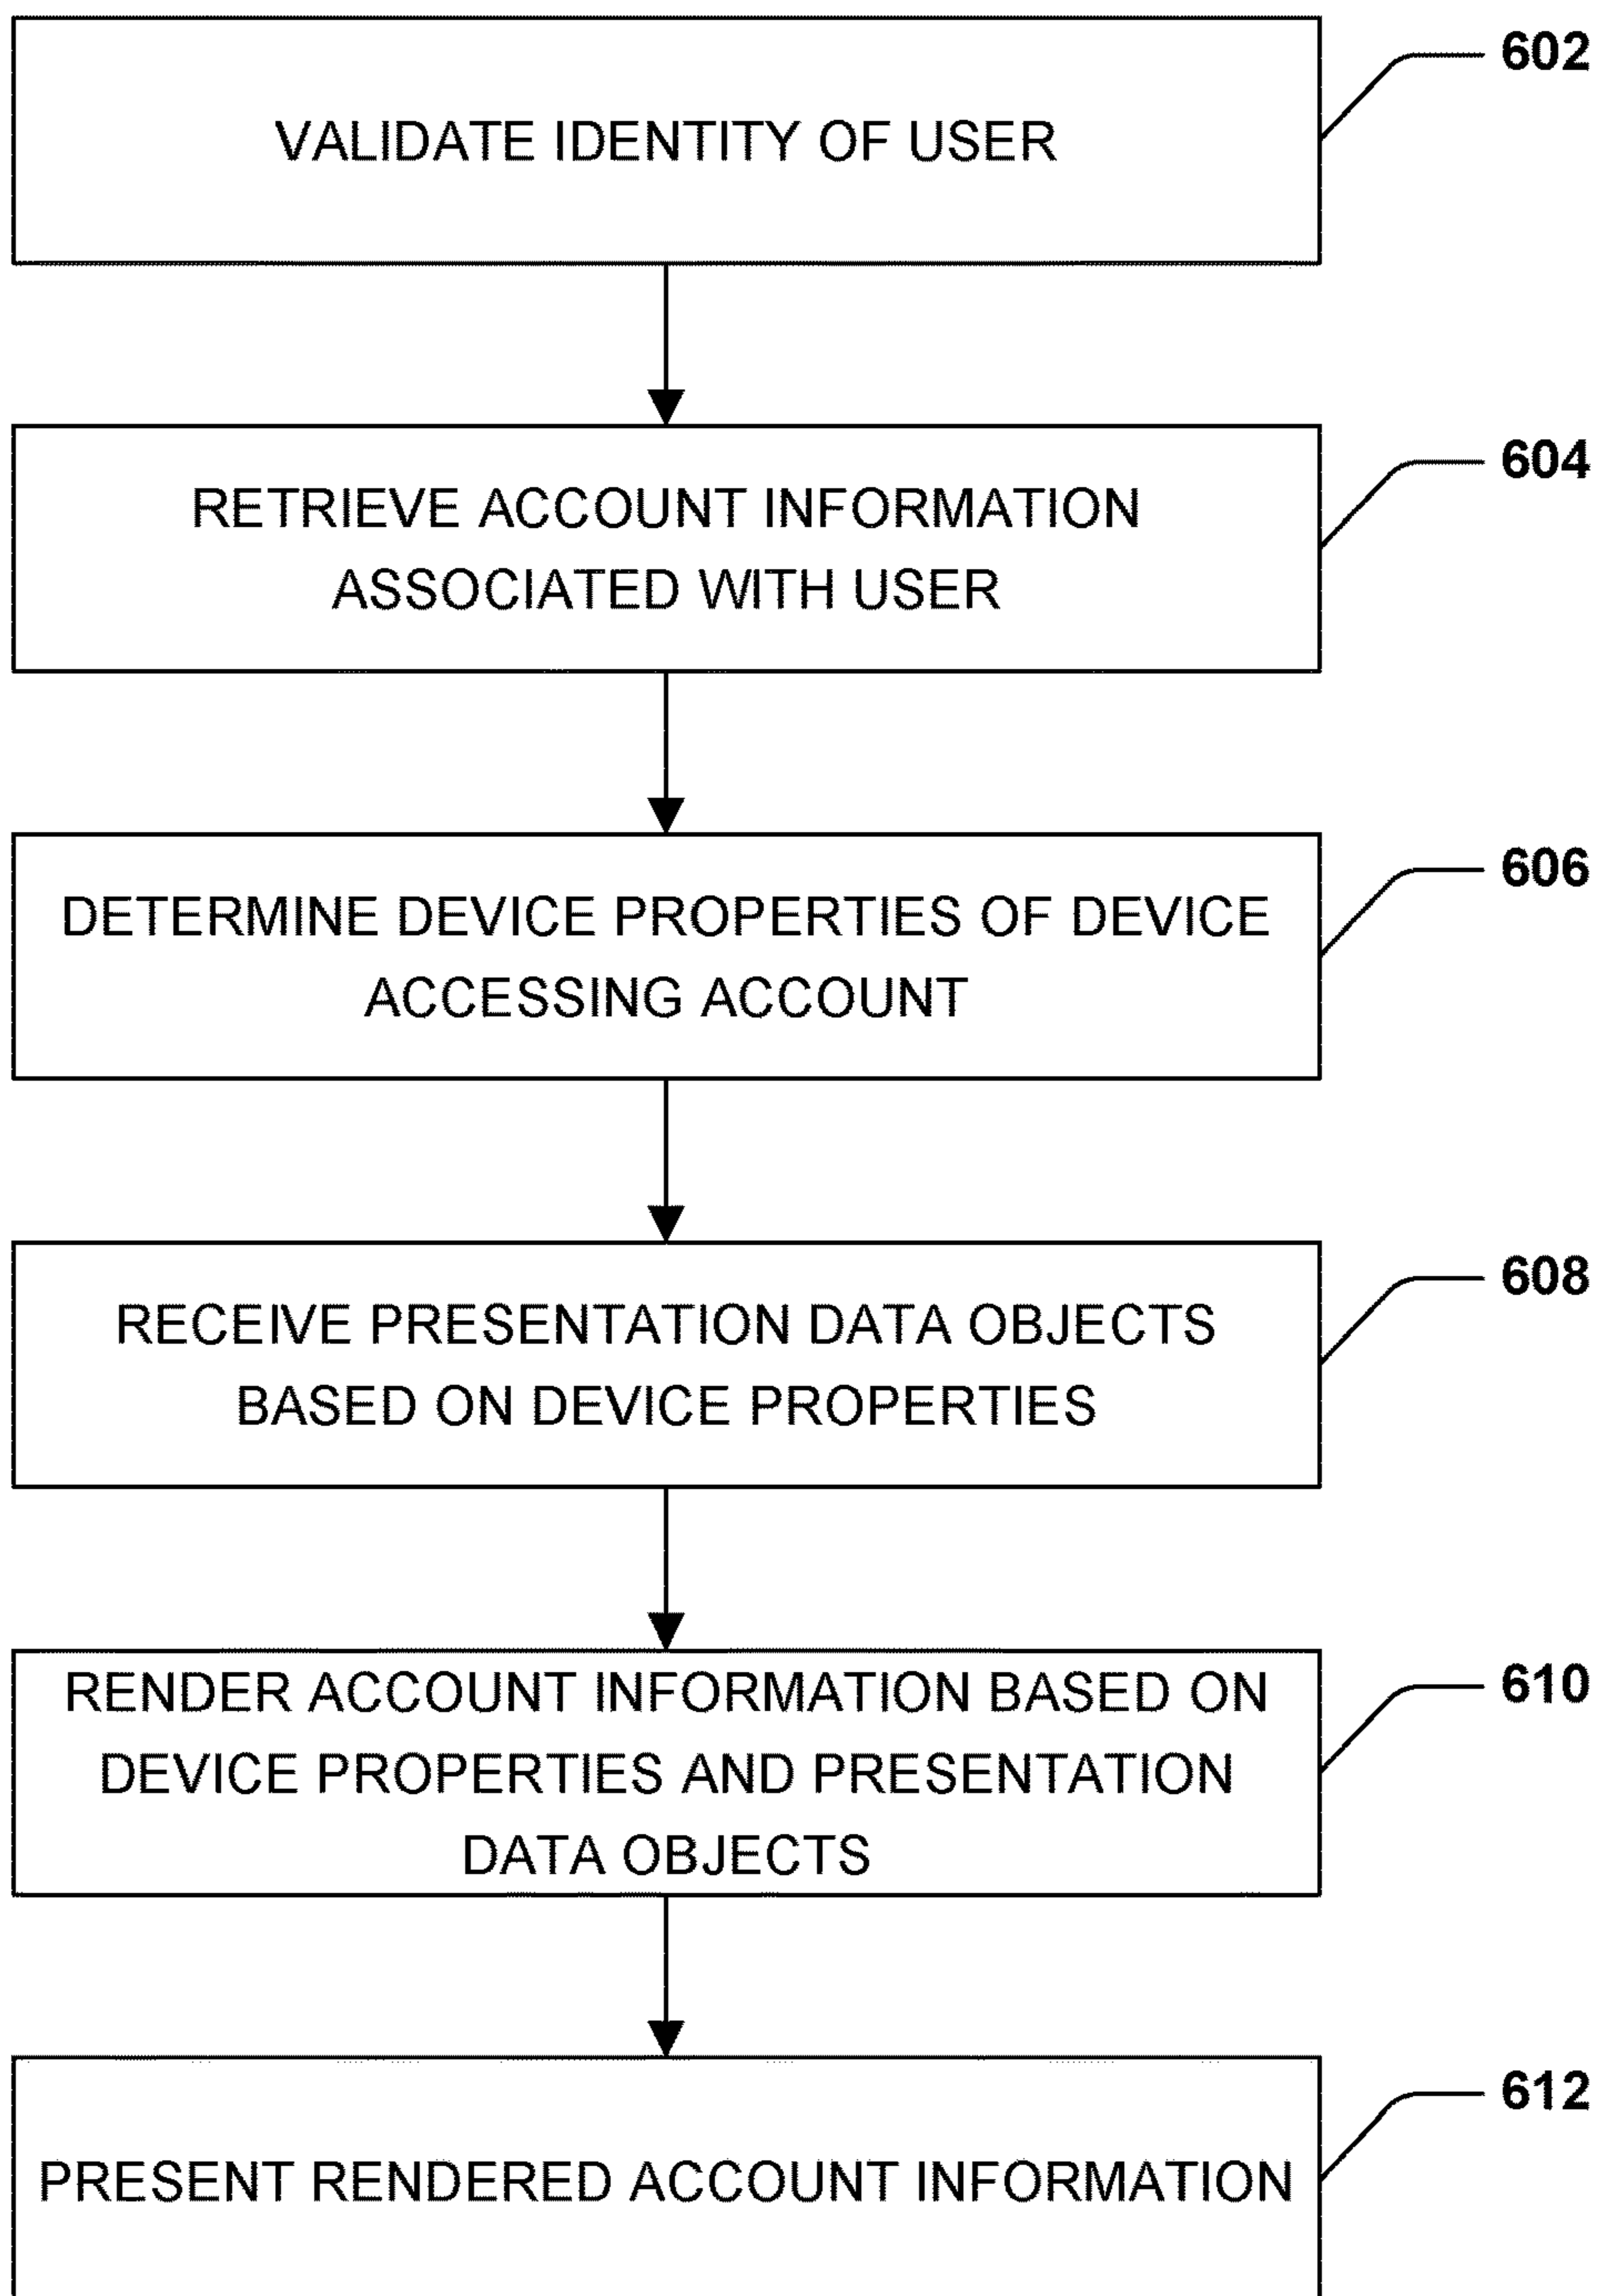 602
VALIDATE IDENTITY OF USER
604
RETRIEVE ACCOUNT INFORMATION
ASSOCIATED WITH USER
606
DETERMINE DEVICE PROPERTIES OF DEVICE
ACCESSING ACCOUNT
608
RECEIVE PRESENTATION DATA OBJECTS
BASED ON DEVICE PROPERTIES
610
RENDER ACCOUNT INFORMATION BASED ON
DEVICE PROPERTIES AND PRESENTATION
DATA OBJECTS
612
PRESENT RENDERED ACCOUNT INFORMATION